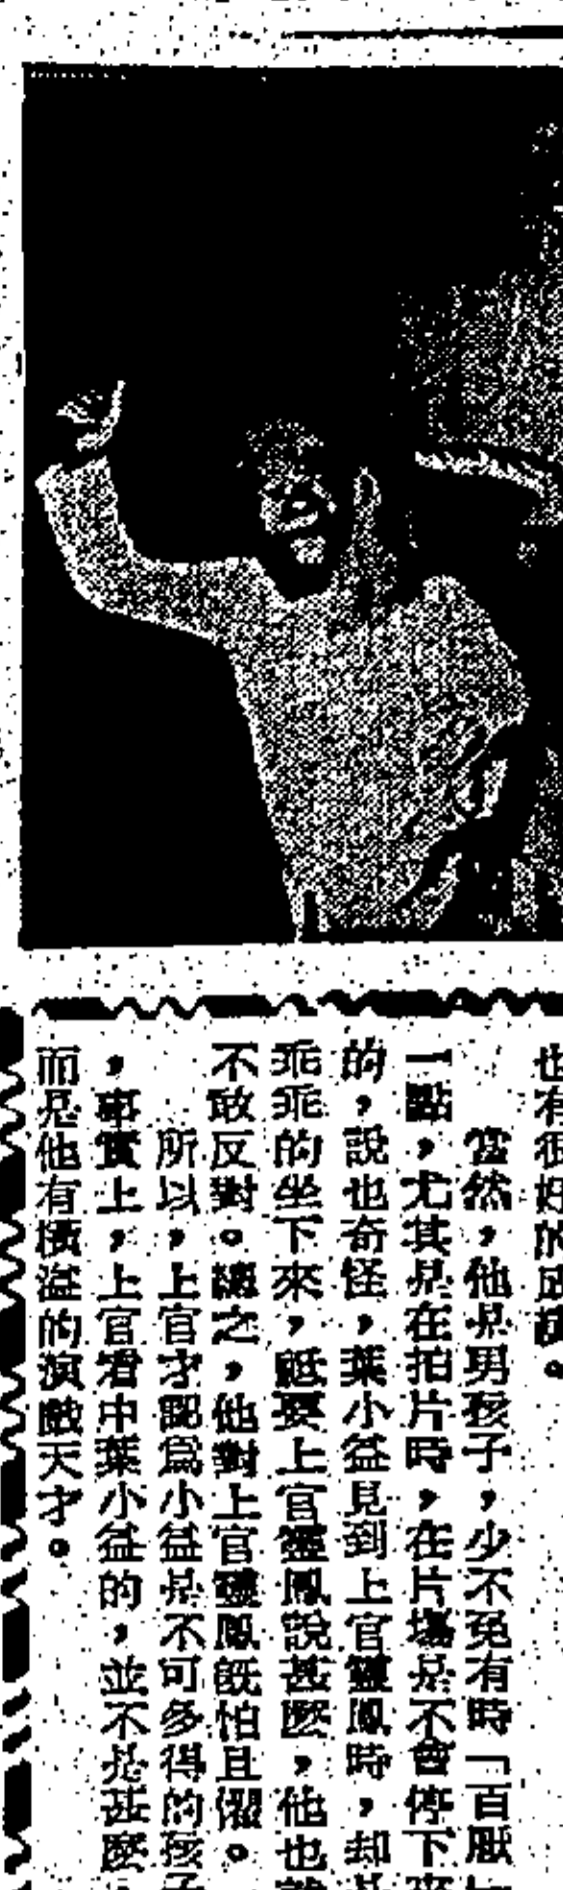 也有很好的成績。
當然，他是男孩子，少不免有時「百厭」
一點，尤其是在拍片時，在片場是不會停下來
的，說也奇怪，葉小益見到上官靈鳳時，却是
乖乖的坐下來，祗要上官靈鳳說甚麼，他也
不敢反對。總之，他對上官靈鳳旣怕且懼。
所以，上官才認爲小益是不可多得的孩子
，事實上，上官看中葉小益的，並不是甚麼，
而是他有橫溢的演戲天才。